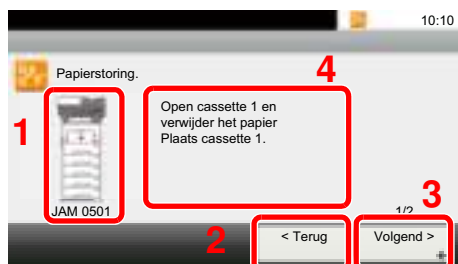 10:10
Papierstoring.
4
1
Open cassette 1 en
verwijder het papier
Plaats cassette 1.
JAM 0501
1/2
3
2
< Terug
Volgend >